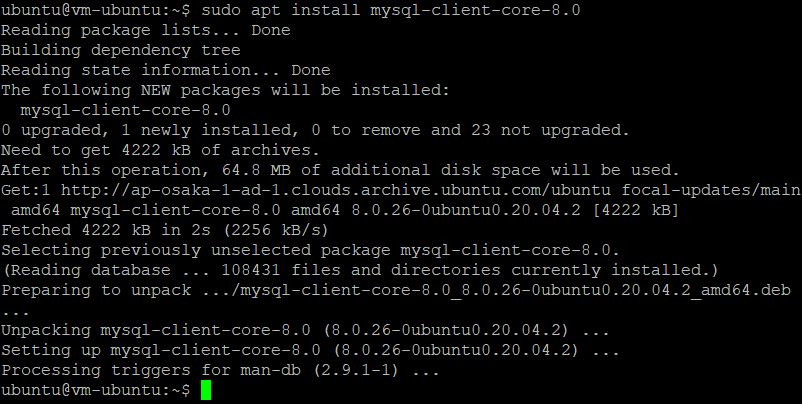 ubuntu@vm-ubuntu:~$ sudo apt install mysql-client-core-8.0
Reading package lists... Done
Building dependency tree
Reading state information... Done
The following NEW packages will be installed:
  mysql-client-core-8.0
0 upgraded, 1 newly installed, 0 to remove and 23 not upgraded.
Need to get 4222 kB of archives.
After this operation, 64.8 MB of additional disk space will be used.
Get:1 http://ap-osaka-1-ad-1.clouds.archive.ubuntu.com/ubuntu focal-updates/main
 amd64 mysql-client-core-8.0 amd64 8.0.26-0ubuntu0.20.04.2 [4222 kB]
Fetched 4222 kB in 2s (2256 kB/s)
Selecting previously unselected package mysql-client-core-8.0.
(Reading database ... 108431 files and directories currently installed.)
Preparing to unpack .../mysql-client-core-8.0_8.0.26-0ubuntu0.20.04.2_amd64.deb
...
Unpacking mysql-client-core-8.0 (8.0.26-0ubuntu0.20.04.2) ...
Setting up mysql-client-core-8.0 (8.0.26-0ubuntu0.20.04.2) ...
Processing triggers for man-db (2.9.1-1) ...
ubuntu@vm-ubuntu:~$